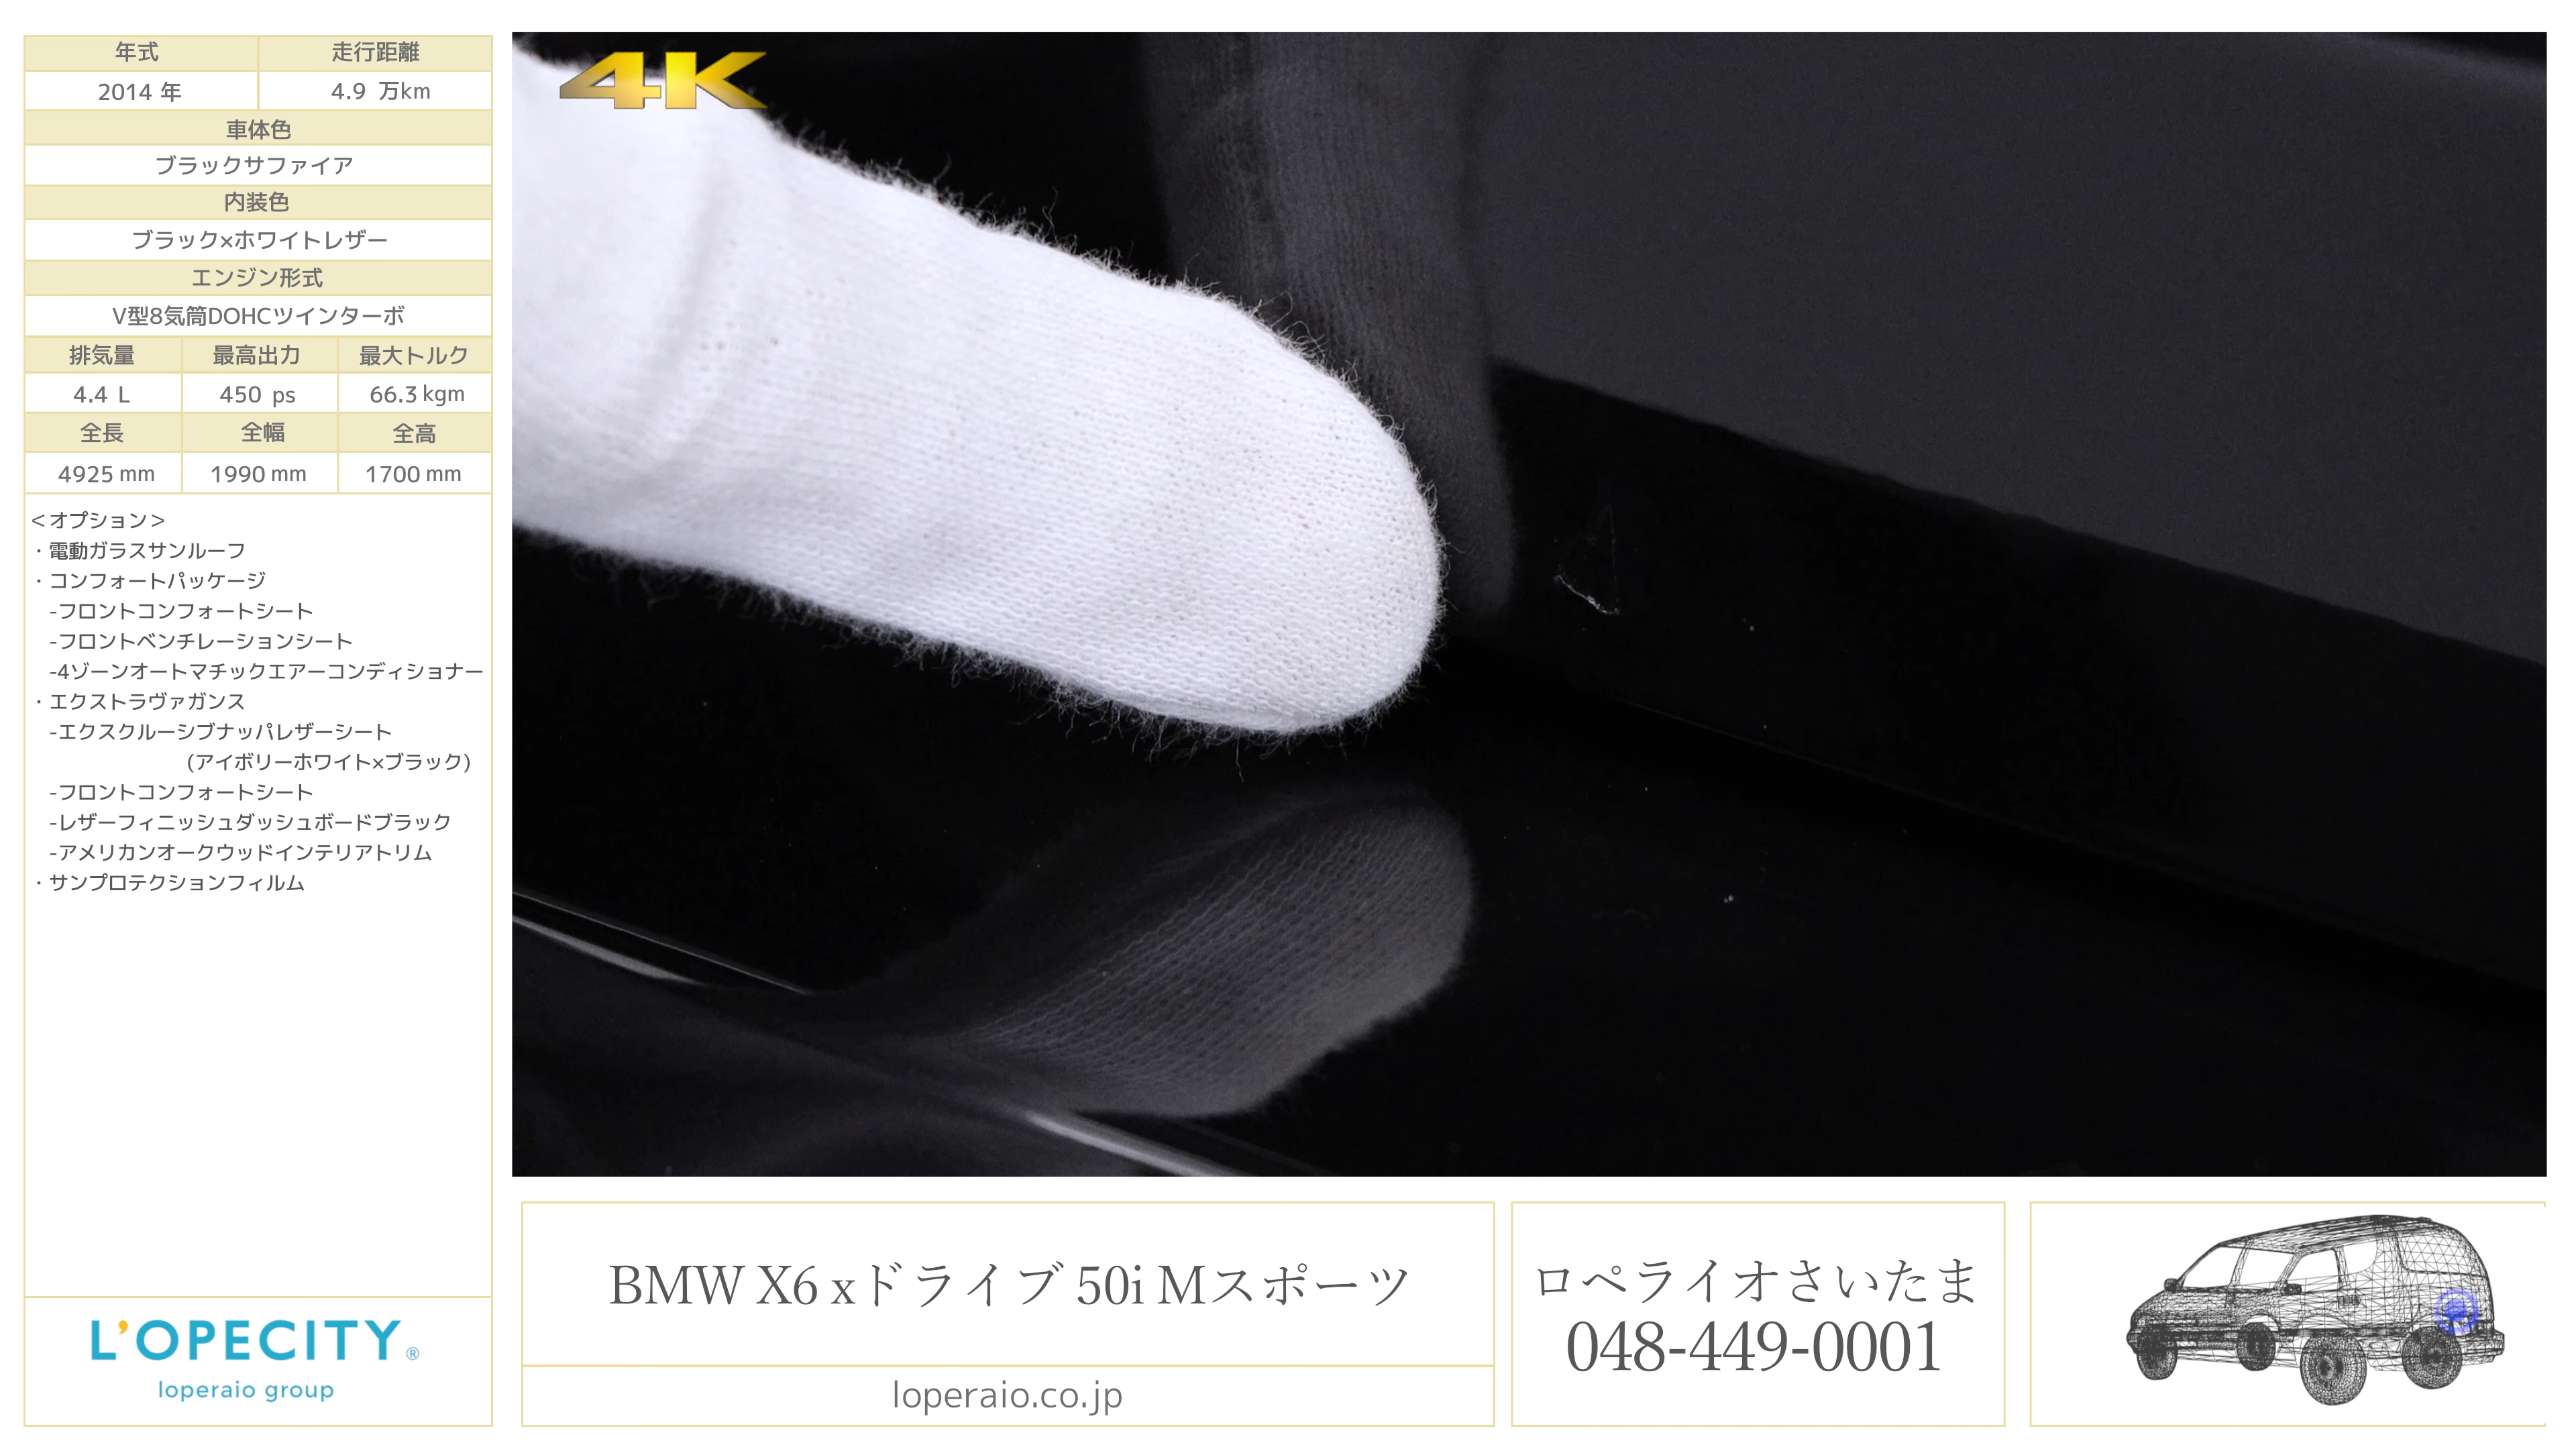 年式 走行距離
2014 年 4.9 万km
車体色
ブラックサファイア
内装色
ブラック×ホワイトレザー
エンジン形式
V型8気筒DOHCツインターボ
排気量 最高出力 最大トルク
4.4 L 450 ps 66.3 kgm
全長 全幅 全高
4925 mm 1990 mm 1700 mm
＜オプション＞
・電動ガラスサンルーフ
・コンフォートパッケージ
-フロントコンフォートシート
-フロントベンチレーションシート
-4ゾーンオートマチックエアーコンディショナー
・エクストラヴァガンス
-エクスクルーシブナッパレザーシート
(アイボリーホワイト×ブラック)
-フロントコンフォートシート
-レザーフィニッシュダッシュボードブラック
-アメリカンオークウッドインテリアトリム
・サンプロテクションフィルム
L'OPECITY®
loperaio group
4K
BMW X6 xドライブ 50i Mスポーツ
loperaio.co.jp
ロペライオさいたま
048-449-0001